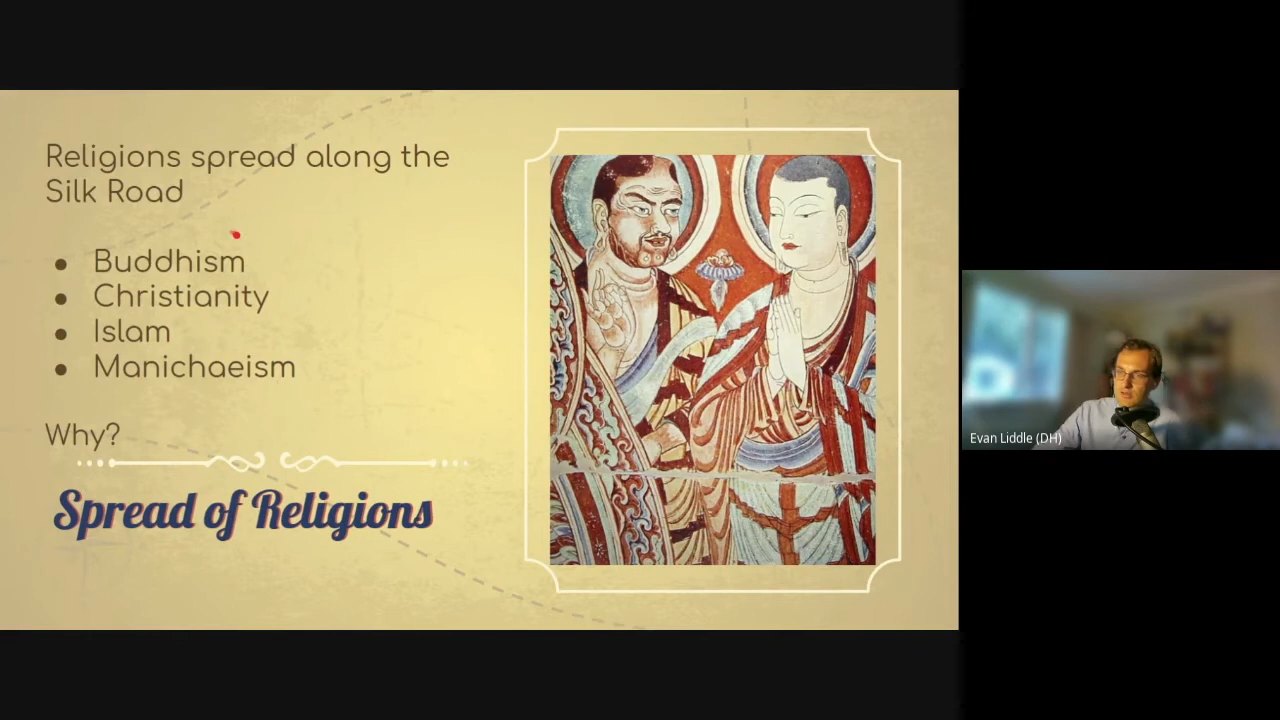 Religions spread along the
Silk Road
● Buddhism
● Christianity
● Islam
● Manichaeism
Why?
Spread of Religions
Evan Liddle (DH)